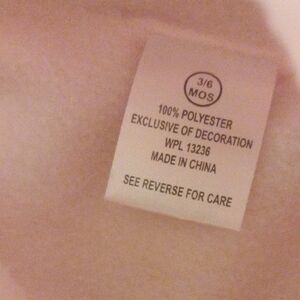 3/6
MOS
100% POLYESTER
EXCLUSIVE OF DECORATION
WPL 13236
MADE IN CHINA
SEE REVERSE FOR CARE